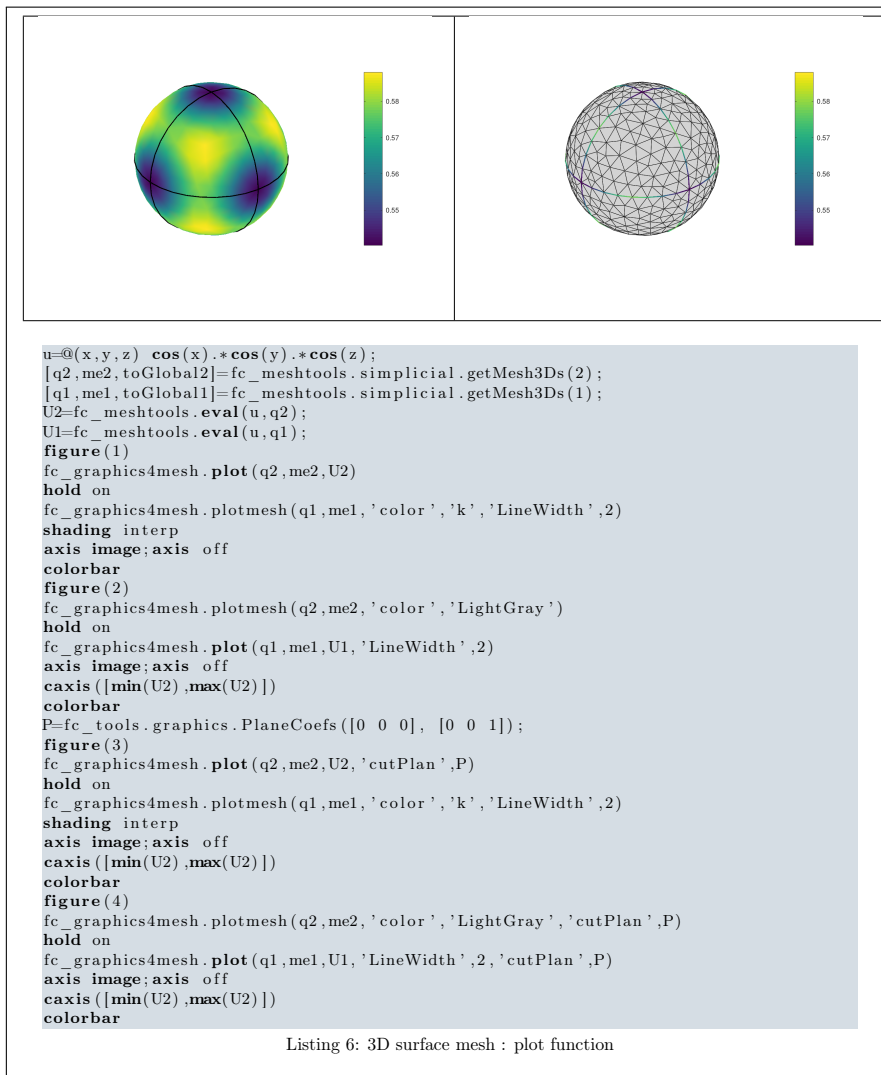 0.58
0.57
0.56
0.55
0.58
0.57
0.56
0.55
u=@(x,y,z) cos(x).*cos(y).*cos(z);
[q2,me2,toGlobal2]=fc_meshtools.simplicial.getMesh3Ds(2);
[q1,me1,toGlobal1]=fc_meshtools.simplicial.getMesh3Ds(1);
U2=fc_meshtools.eval(u,q2);
U1=fc_meshtools.eval(u,q1);
figure(1)
fc_graphics4mesh.plot(q2,me2,U2)
hold on
fc_graphics4mesh.plotmesh(q1,me1,'color','k','LineWidth',2)
shading interp
axis image;axis off
colorbar
figure(2)
fc_graphics4mesh.plotmesh(q2,me2,'color','LightGray')
hold on
fc_graphics4mesh.plot(q1,me1,U1,'LineWidth',2)
axis image;axis off
caxis([min(U2),max(U2)])
colorbar
P=fc_tools.graphics.PlaneCoefs([0 0 0], [0 0 1]);
figure(3)
fc_graphics4mesh.plot(q2,me2,U2,'cutPlan',P)
hold on
fc_graphics4mesh.plotmesh(q1,me1,'color','k','LineWidth',2)
shading interp
axis image;axis off
caxis([min(U2),max(U2)])
colorbar
figure(4)
fc_graphics4mesh.plotmesh(q2,me2,'color','LightGray','cutPlan',P)
hold on
fc_graphics4mesh.plot(q1,me1,U1,'LineWidth',2,'cutPlan',P)
axis image;axis off
caxis([min(U2),max(U2)])
colorbar
Listing 6: 3D surface mesh : plot function